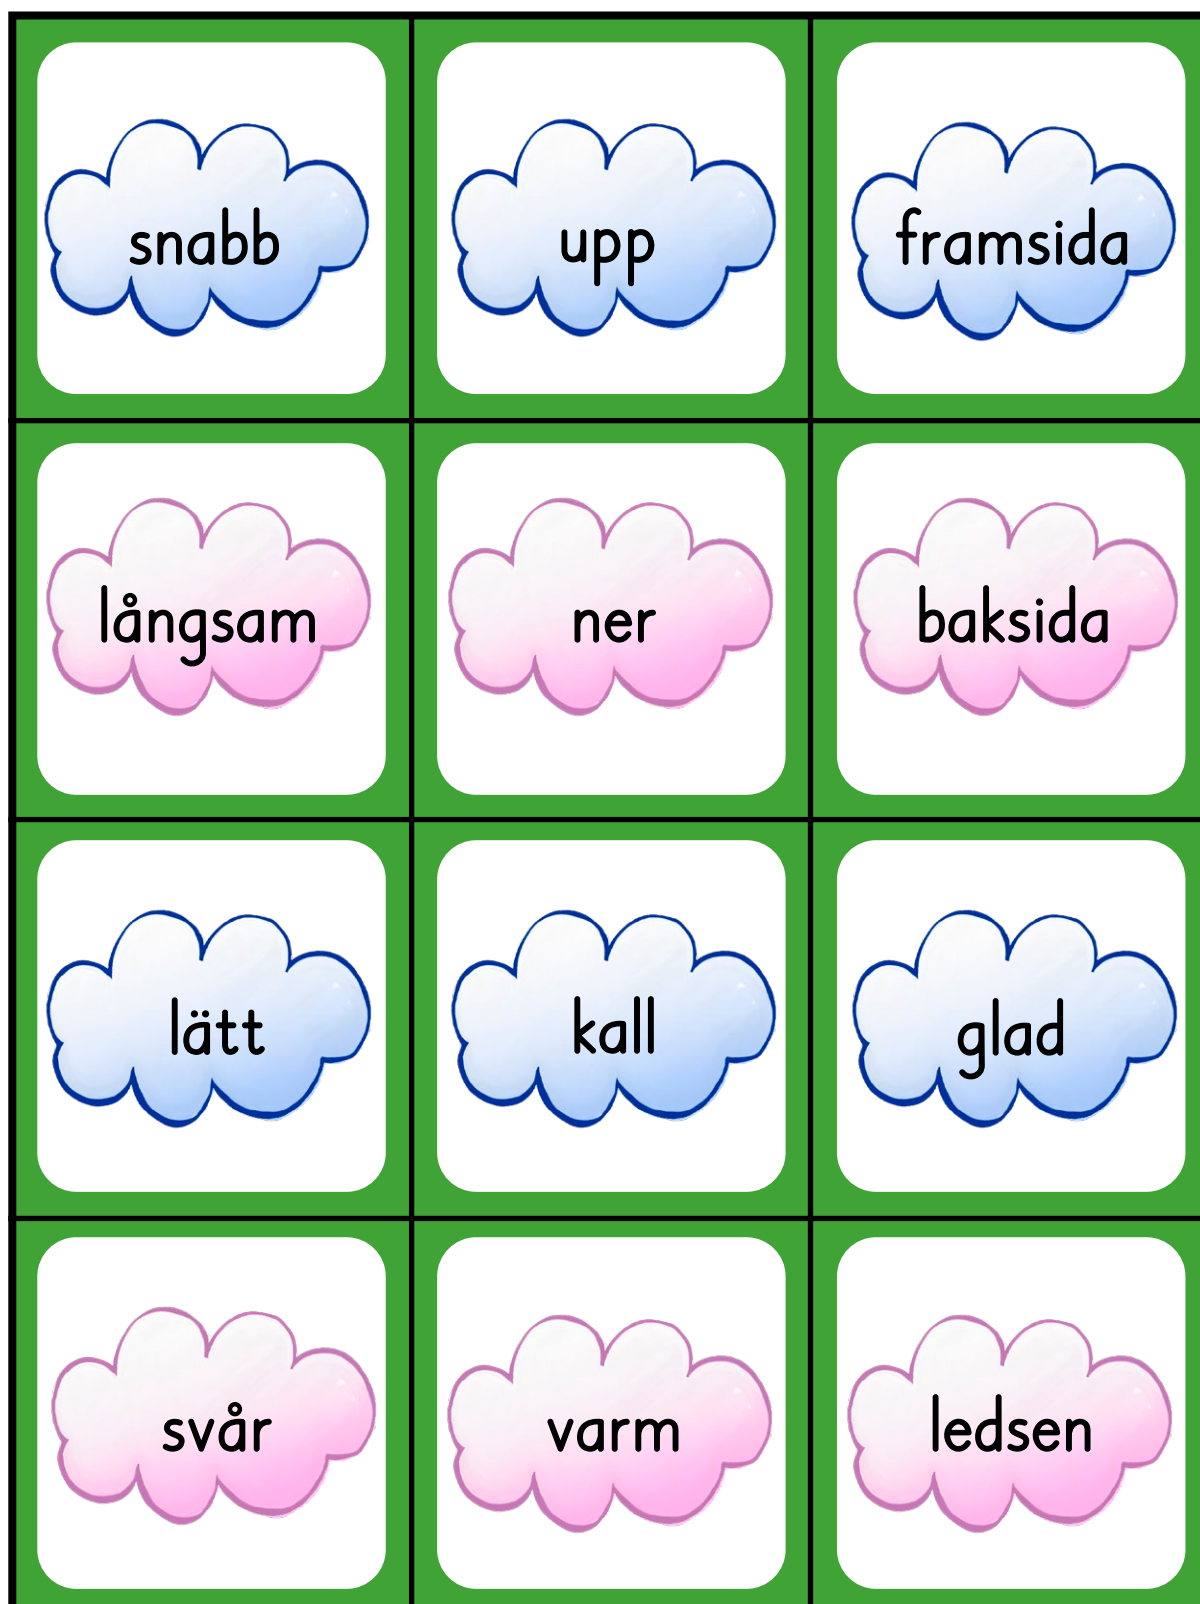 snabb
upp
framsida
långsam
ner
baksida
lätt
kall
glad
svår
varm
ledsen